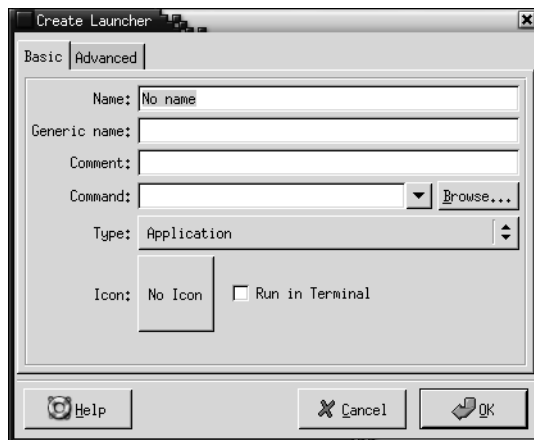 Create Launcher
Basic Advanced
Name: No name
Generic name:
Comment:
Command: Browse...
Type: Application
Icon: No Icon Run in Terminal
Help Cancel OK